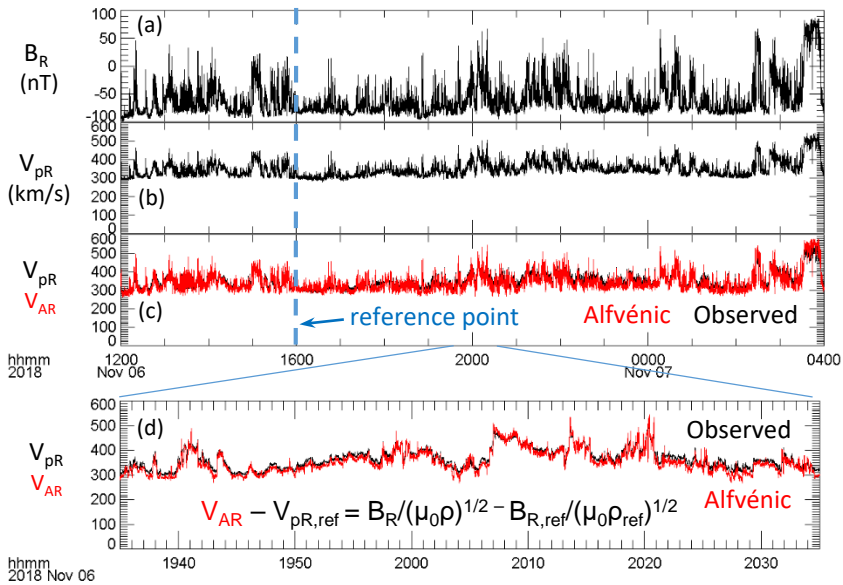 (a)
B_R
(nT)
100
50
0
-50
-100
600
500
400
300
200
100
0
V_pR
(km/s)
(b)
600
500
400
300
200
100
0
V_pR
V_AR
(c)
reference point
Alfvénic
Observed
1200
1600
2000
0000
0400
hhmm
2018
Nov 06
Nov 07
600
500
400
300
200
100
0
(d)
Observed
V_pR
V_AR
Alfvénic
V_AR − V_pR,ref = B_R/(μ₀ρ)^1/2 − B_R,ref/(μ₀ρ_ref)^1/2
1940
1950
2000
2010
2020
2030
hhmm
2018 Nov 06